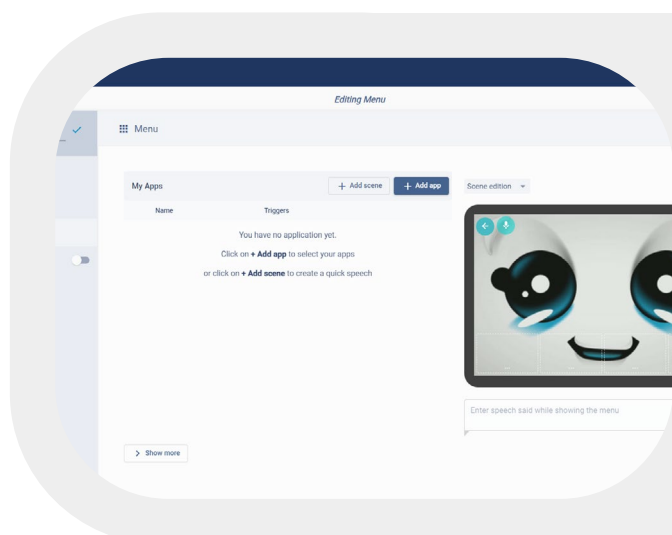 Editing Menu
Menu
My Apps
+ Add scene
+ Add app
Scene edition
Name
Triggers
You have no application yet.
Click on + Add app to select your apps
or click on + Add scene to create a quick speech
Enter speech said while showing the menu
Show more